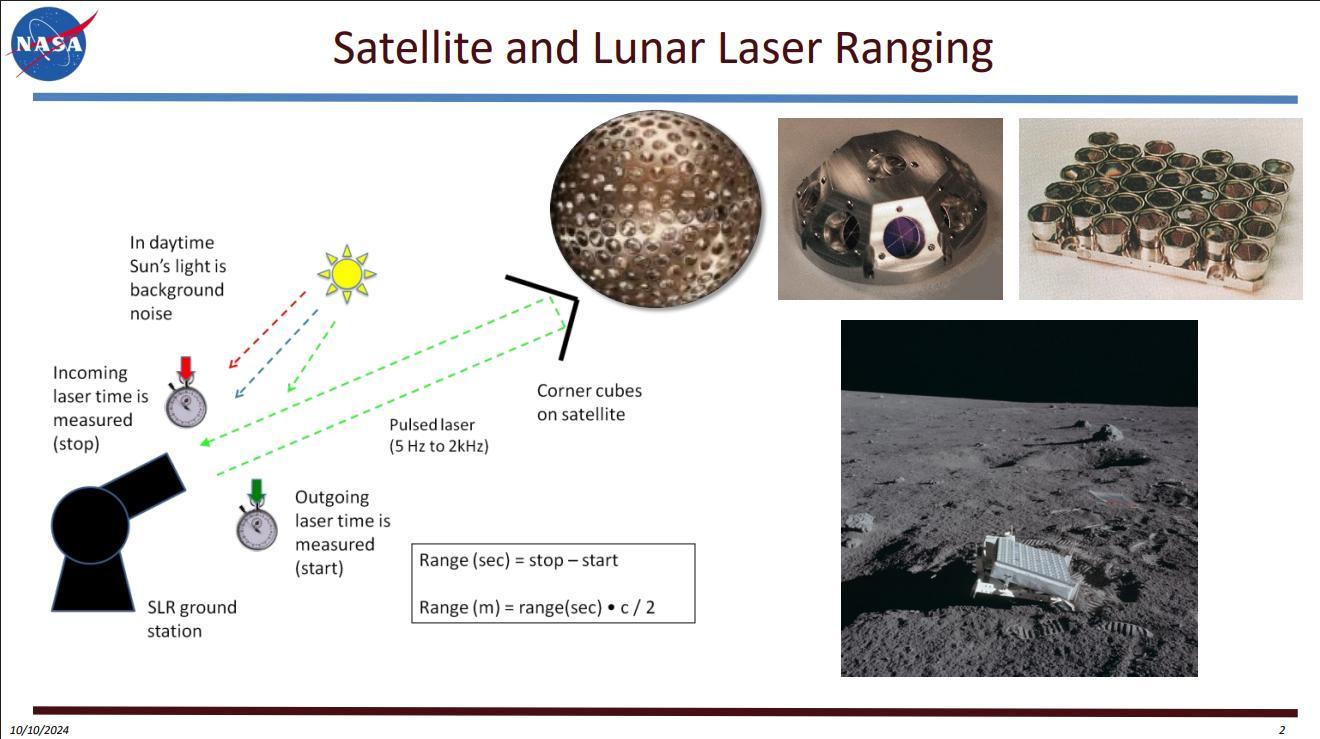 NASA
Satellite and Lunar Laser Ranging
In daytime
Sun's light is
background
noise
Incoming
laser time is
measured
(stop)
Corner cubes
on satellite
Pulsed laser
(5 Hz to 2kHz)
Outgoing
laser time is
measured
(start)
Range (sec) = stop – start
Range (m) = range(sec) • c / 2
SLR ground
station
10/10/2024
2